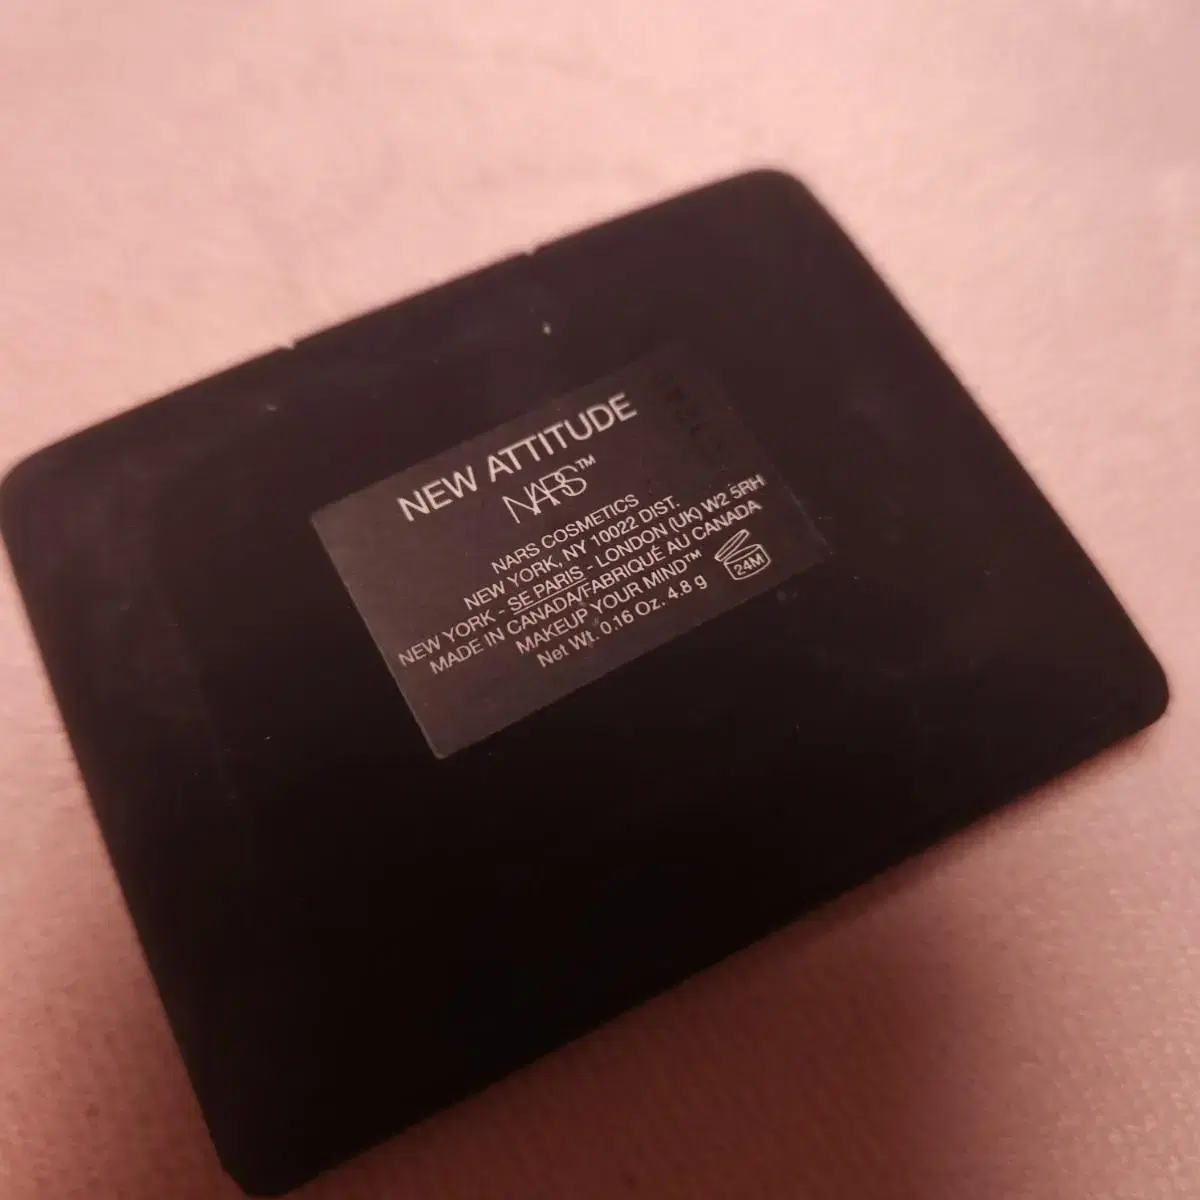 NEW ATTITUDE
NARS™
NARS COSMETICS
NEW YORK, NY 10022 DIST.
NEW YORK - SE PARIS - LONDON (UK) W2 5RH
MADE IN CANADA/FABRIQUÉ AU CANADA
MAKEUP YOUR MIND™
Net Wt. 0.16 Oz. 4.8 g
24M